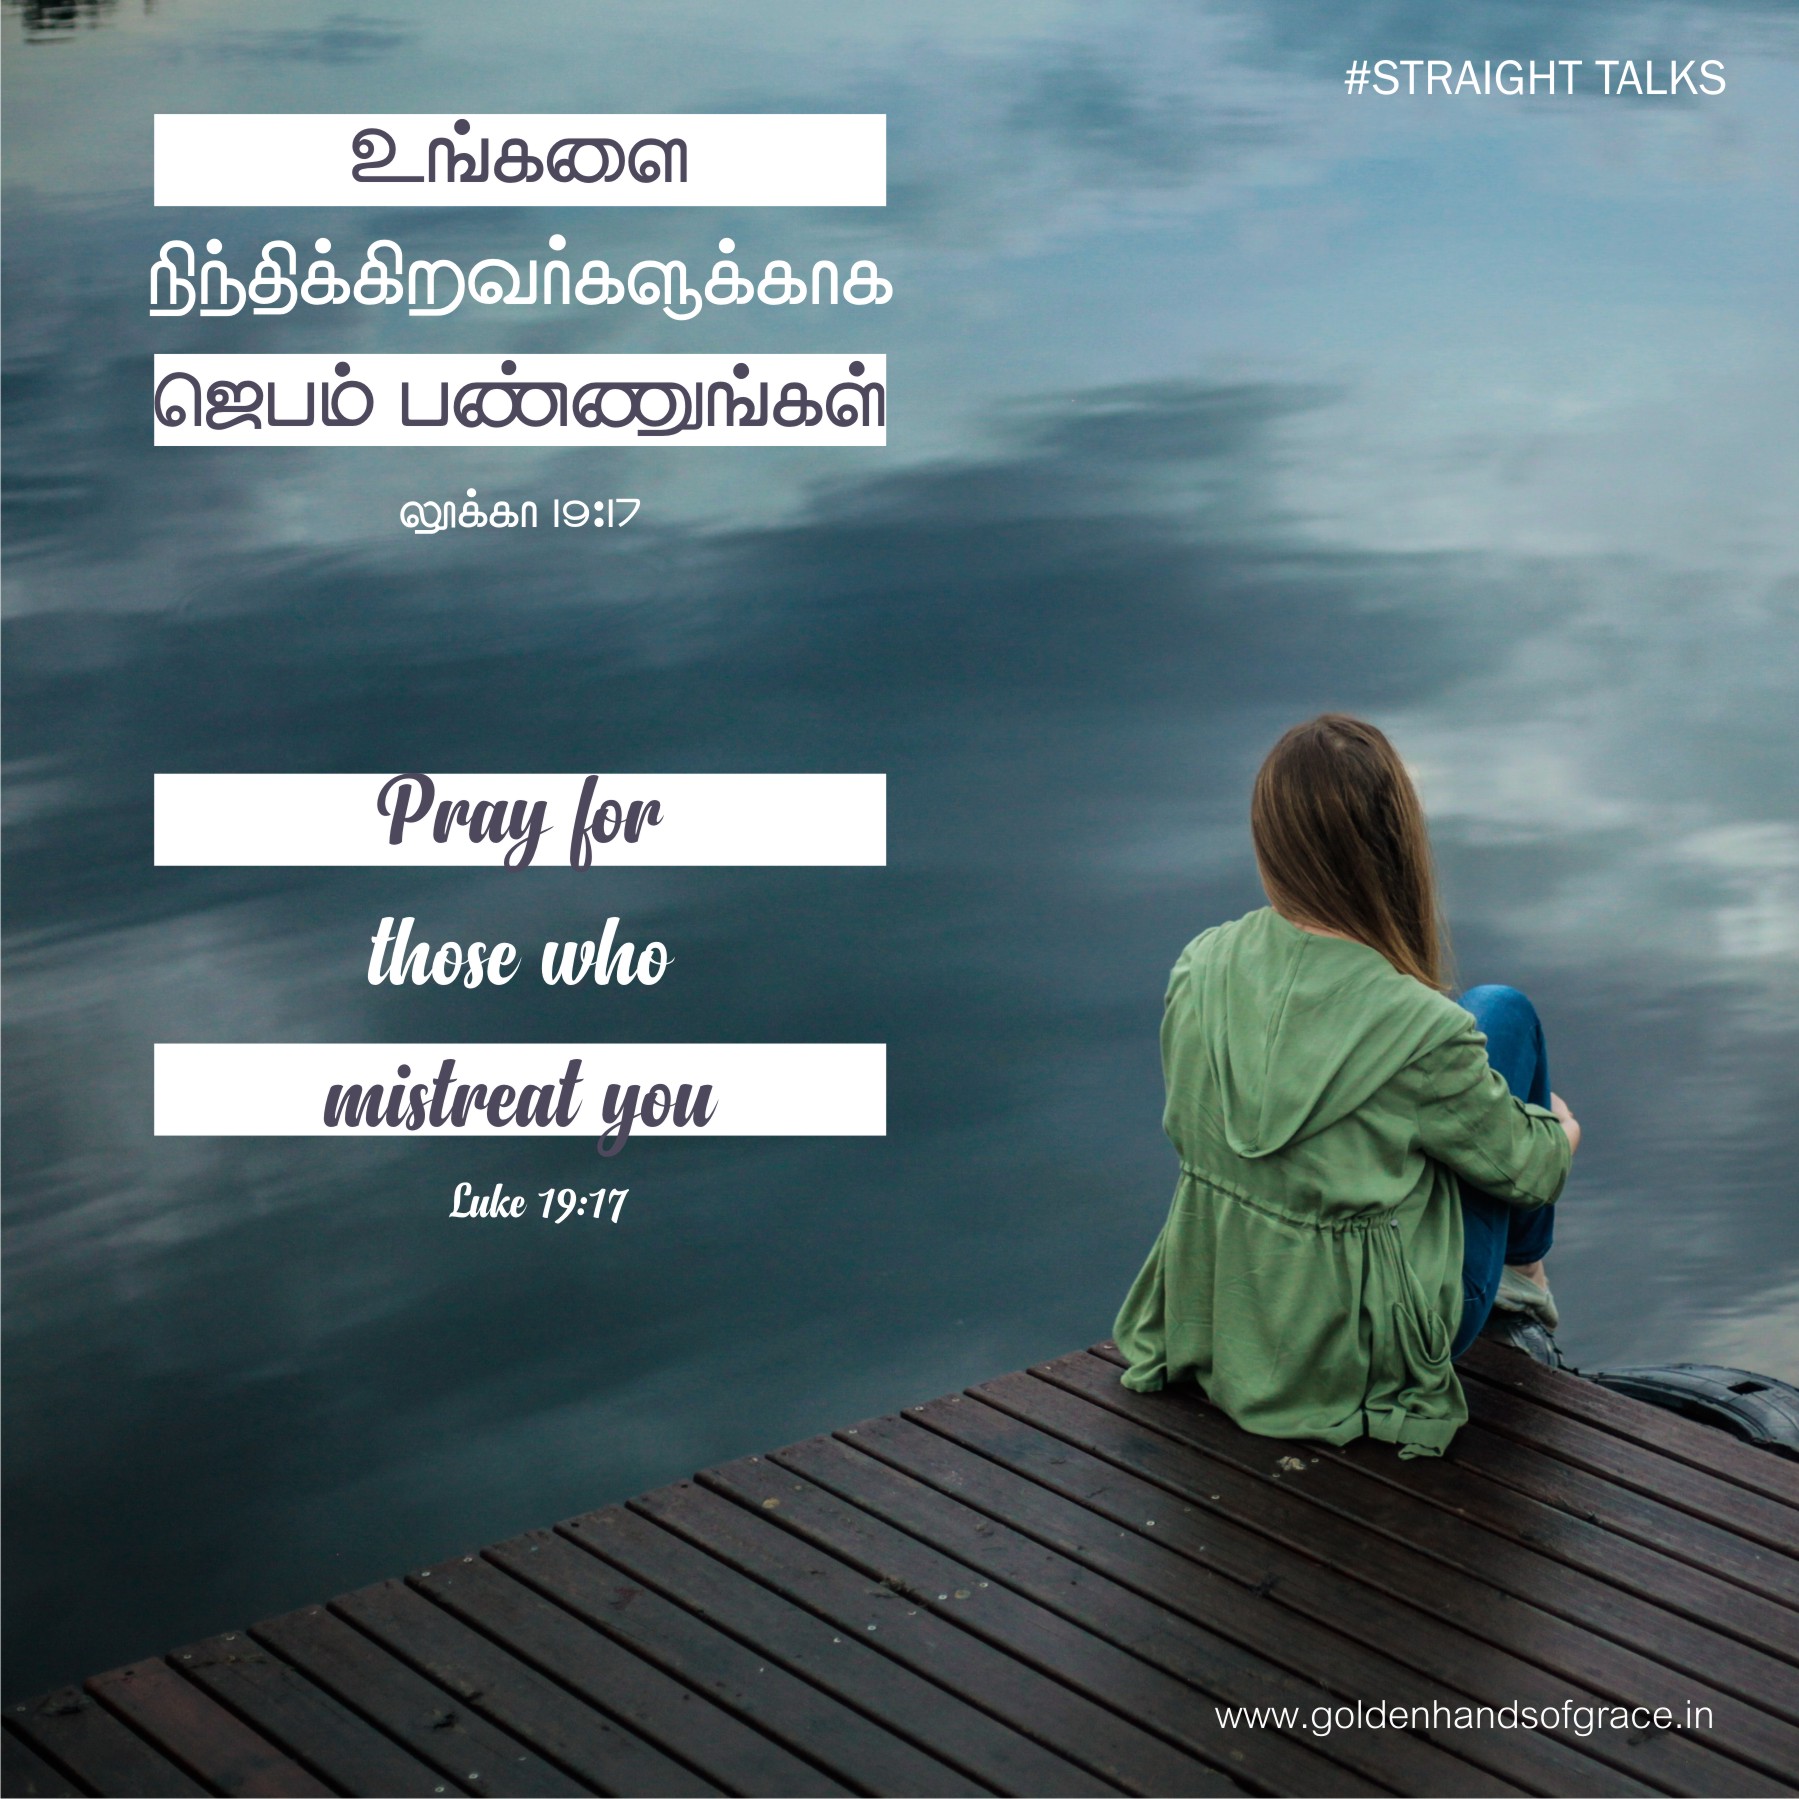 #STRAIGHT TALKS
உங்களை
நிந்திக்கிறவர்களுக்காக
ஜெபம் பண்ணுங்கள்
லூக்கா 19:17
Pray for
those who
mistreat you
Luke 19:17
www.goldenhandsofgrace.in